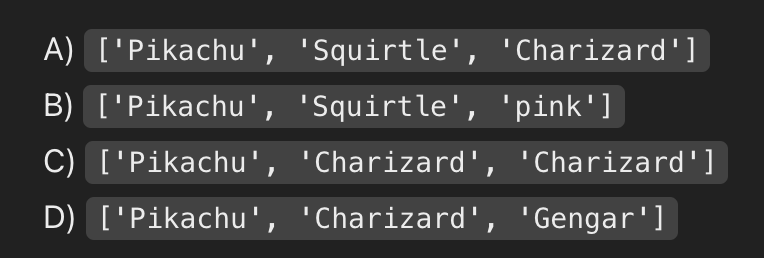 A) ['Pikachu', 'Squirtle', 'Charizard']
B) ['Pikachu', 'Squirtle', 'pink']
C) ['Pikachu', 'Charizard', 'Charizard']
D) ['Pikachu', 'Charizard', 'Gengar']